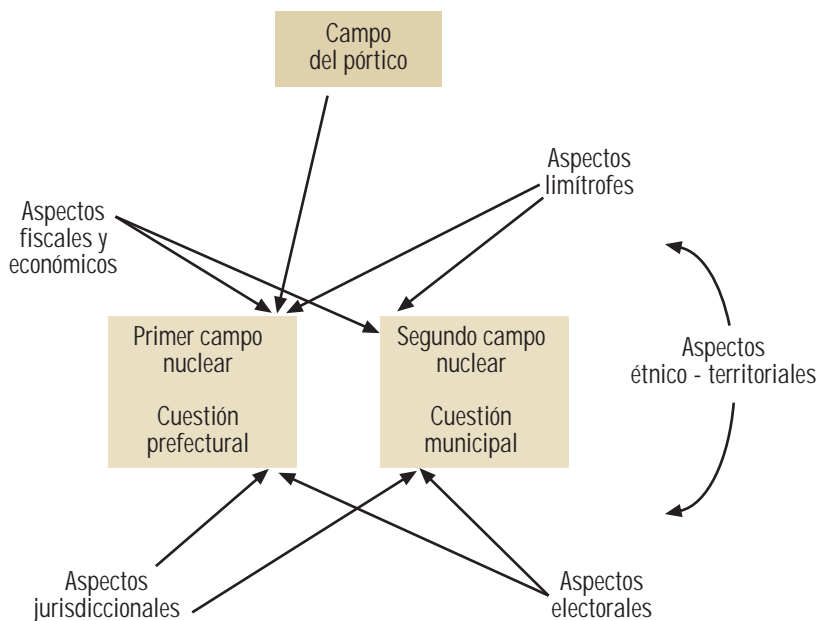 Campo
del pórtico
Aspectos
limítrofes
Aspectos
fiscales y
económicos
Primer campo
nuclear
Cuestión
prefectural
Segundo campo
nuclear
Cuestión
municipal
Aspectos
étnico - territoriales
Aspectos
jurisdiccionales
Aspectos
electorales